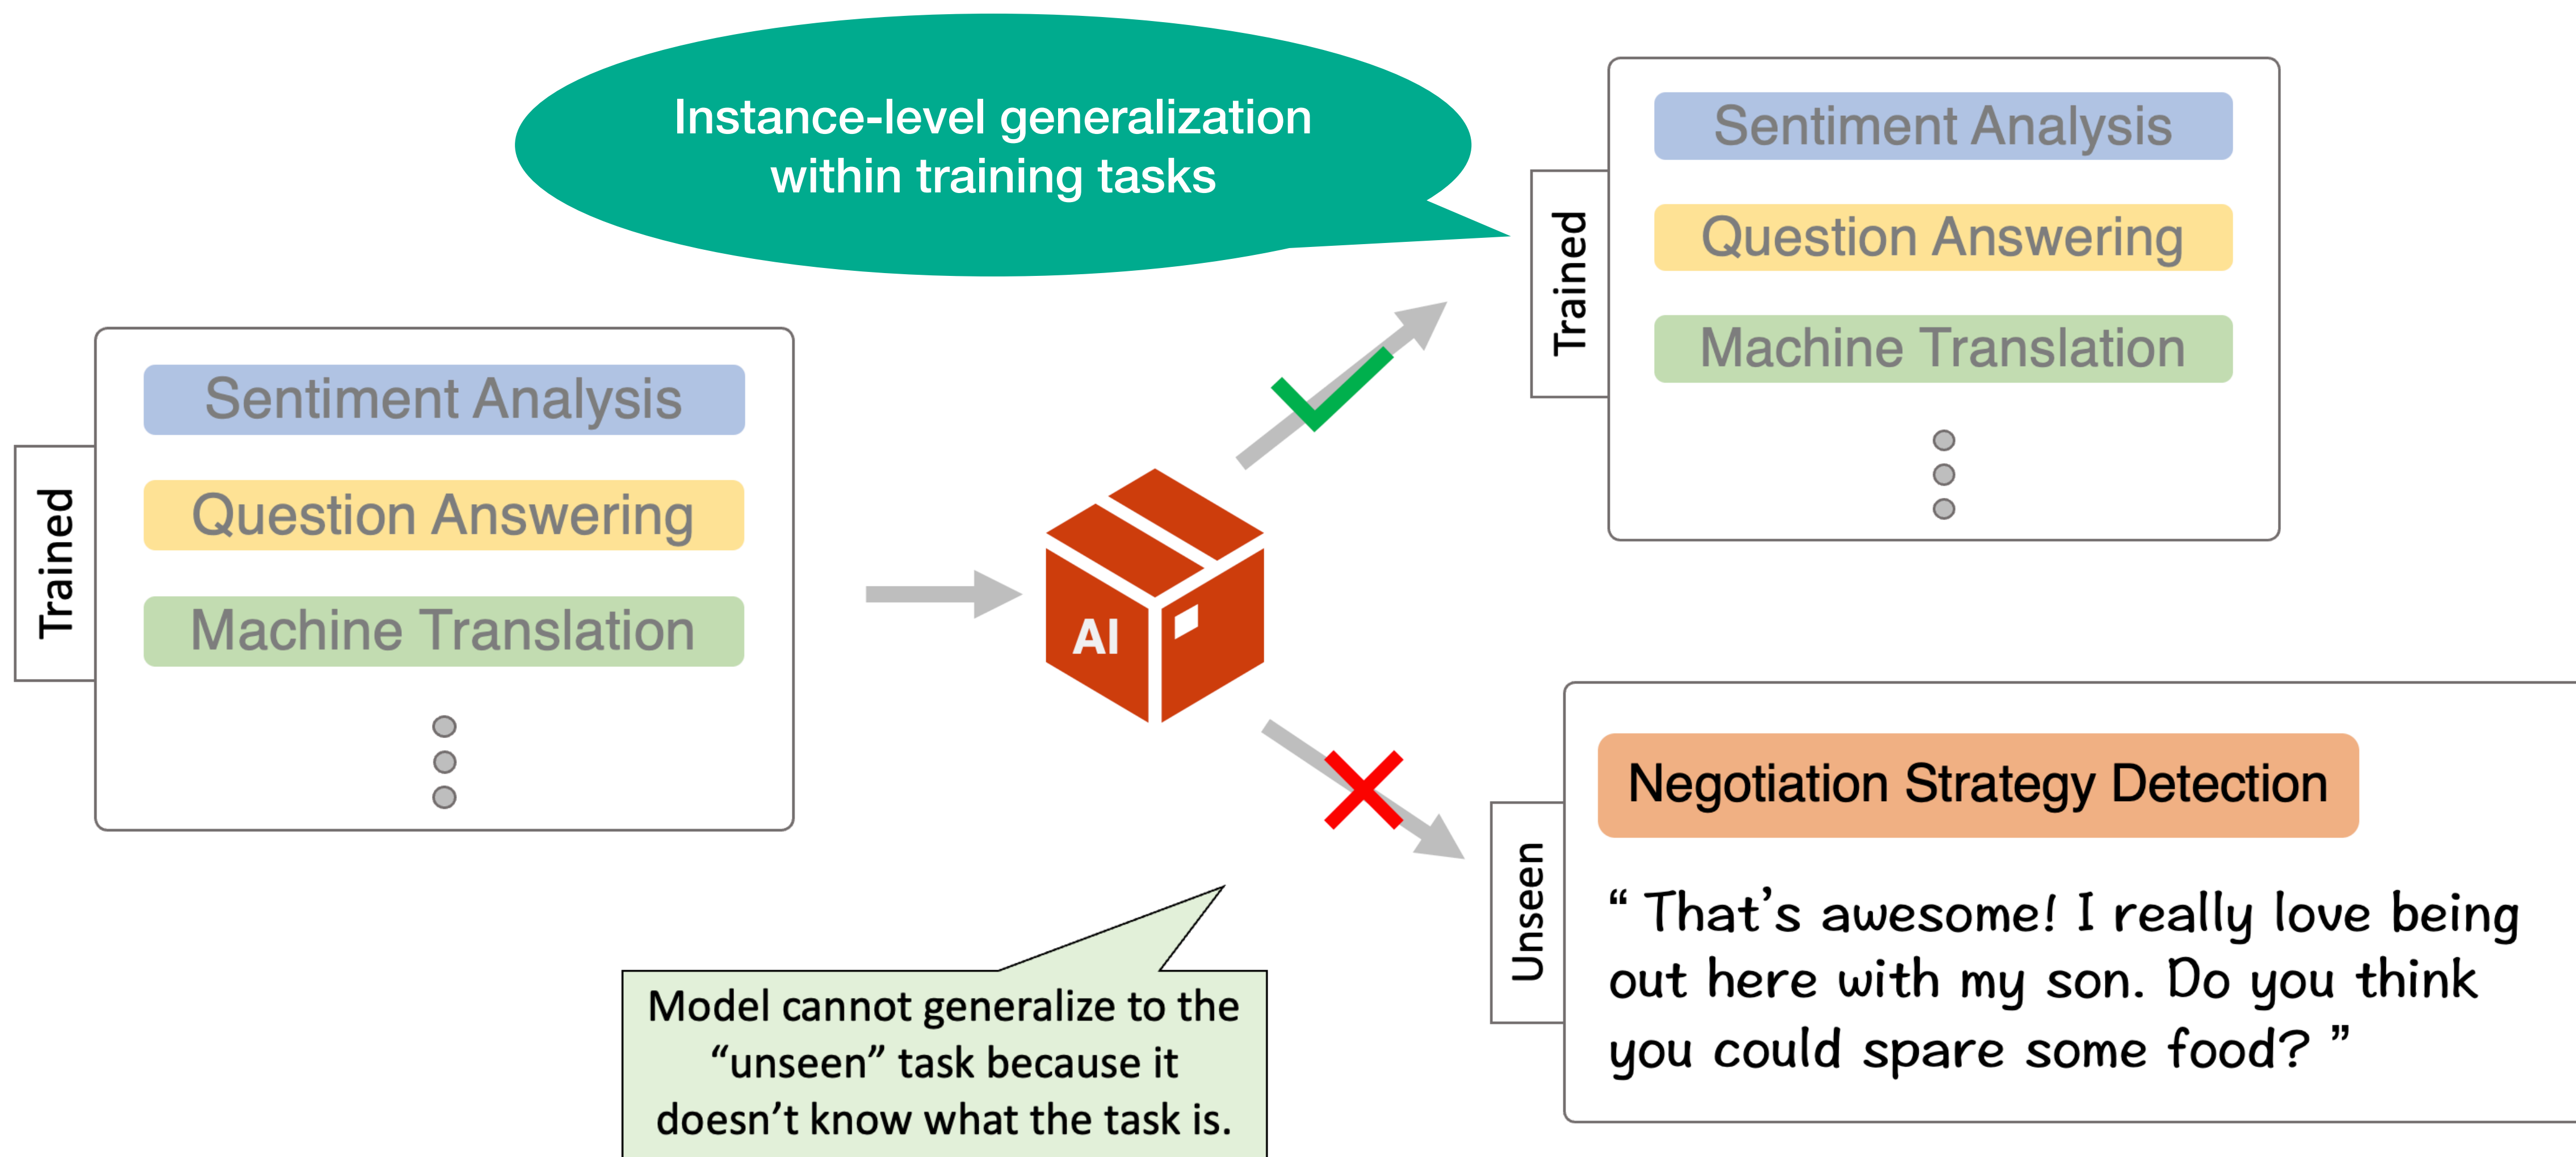 Instance-level generalization
within training tasks
Trained
Sentiment Analysis
Question Answering
Machine Translation
Trained
Sentiment Analysis
Question Answering
Machine Translation
AI
Unseen
Negotiation Strategy Detection
“ That’s awesome! I really love being
out here with my son. Do you think
you could spare some food? ”
Model cannot generalize to the
“unseen” task because it
doesn’t know what the task is.